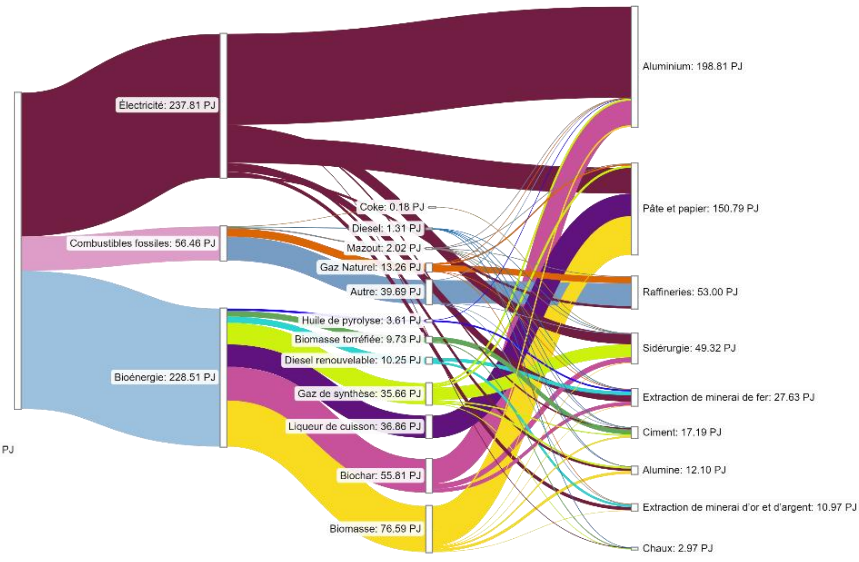 Aluminium: 198.81 PJ
Électricité: 237.81 PJ
Pâte et papier: 150.79 PJ
Coke: 0.18 PJ
Diesel: 1.31 PJ
Combustibles fossiles: 56.46 PJ
Mazout: 2.02 PJ
Gaz Naturel: 13.26 PJ
Autre: 39.69 PJ
Raffineries: 53.00 PJ
Huile de pyrolyse: 3.61 PJ
Biomasse torréfiée: 9.73 PJ
Sidérurgie: 49.32 PJ
Diesel renouvelable: 10.25 PJ
Bioénergie: 228.51 PJ
Gaz de synthèse: 35.66 PJ
Extraction de minerai de fer: 27.63 PJ
Liqueur de cuisson: 36.86 PJ
Ciment: 17.19 PJ
PJ
Biochar: 55.81 PJ
Alumine: 12.10 PJ
Extraction de minerai d'or et d'argent: 10.97 PJ
Biomasse: 76.59 PJ
Chaux: 2.97 PJ